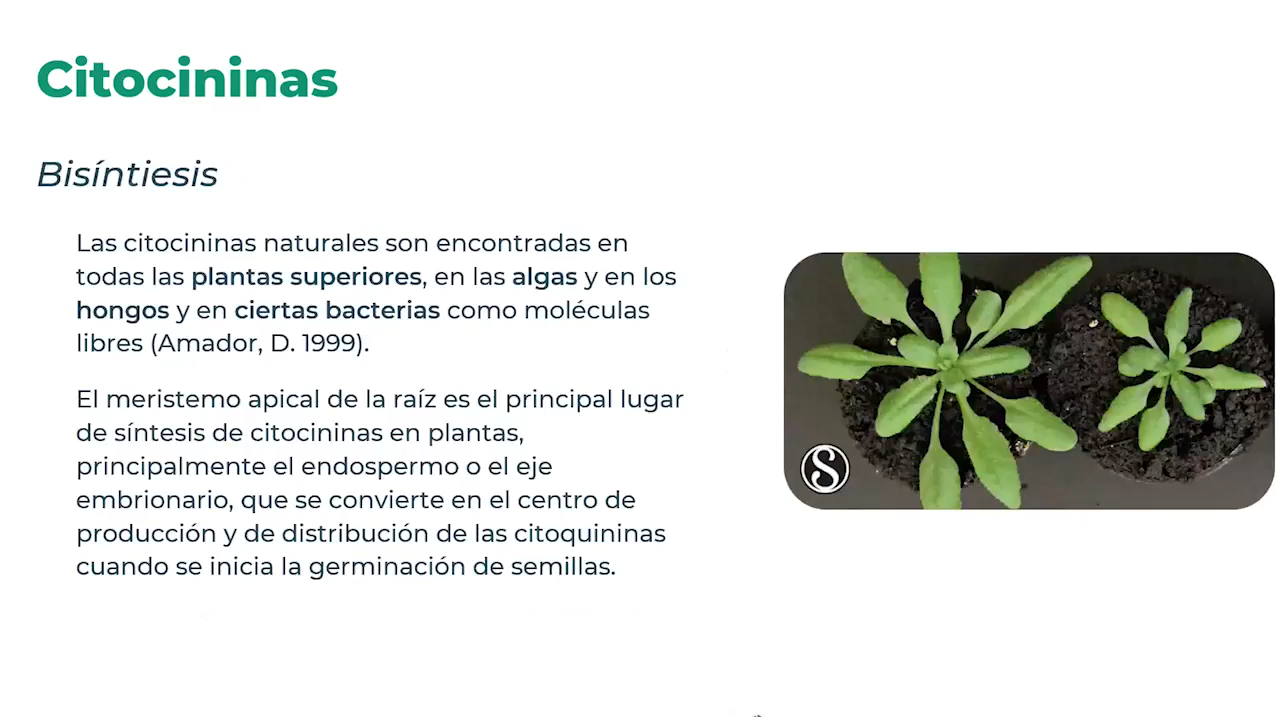 Citocininas
Bisíntiesis
Las citocininas naturales son encontradas en
todas las plantas superiores, en las algas y en los
hongos y en ciertas bacterias como moléculas
libres (Amador, D. 1999).
El meristemo apical de la raíz es el principal lugar
de síntesis de citocininas en plantas,
principalmente el endospermo o el eje
embrionario, que se convierte en el centro de
producción y de distribución de las citoquininas
cuando se inicia la germinación de semillas.
S